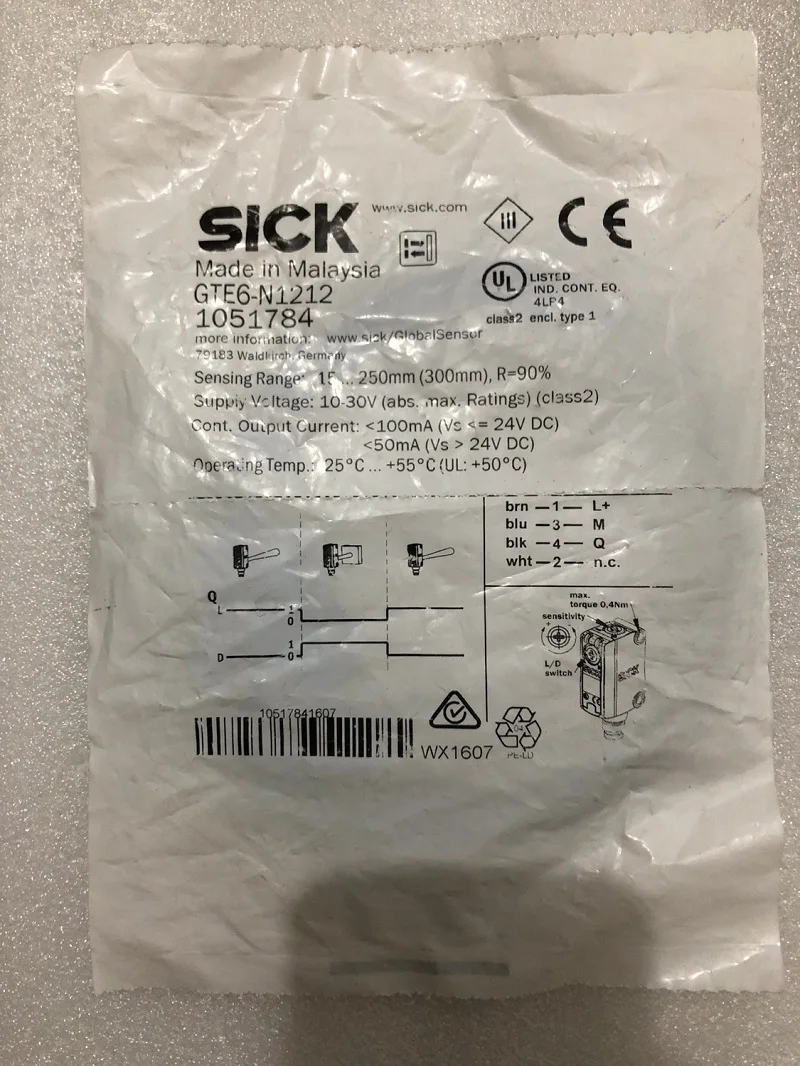 SICK
www.sick.com
CE
Made in Malaysia
GTE6-N1212
1051784
UL LISTED
IND. CONT. EQ.
4LP4
class2 encl. type 1
more information: www.sick/GlobalSensor
79183 Waldkirch, Germany
Sensing Range: 15 ... 250mm (300mm), R=90%
Supply Voltage: 10-30V (abs. max. Ratings) (class2)
Cont. Output Current: <100mA (Vs <= 24V DC)
<50mA (Vs > 24V DC)
Operating Temp.: 25°C ... +55°C (UL: +50°C)
brn 1 L+
blu 3 M
blk 4 Q
wht 2 n.c.
Q
L 1
0
D 1
0
max.
torque 0,4Nm
sensitivity
+ -
L/D
switch
SICK
10517841607
WX1607
04
PE-LD